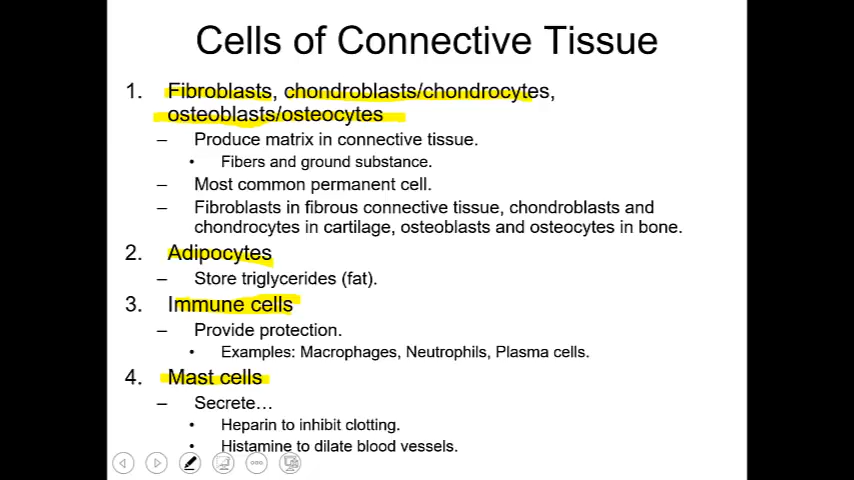 Cells of Connective Tissue
1. Fibroblasts, chondroblasts/chondrocytes,
osteoblasts/osteocytes
– Produce matrix in connective tissue.
• Fibers and ground substance.
– Most common permanent cell.
– Fibroblasts in fibrous connective tissue, chondroblasts and
chondrocytes in cartilage, osteoblasts and osteocytes in bone.
2. Adipocytes
– Store triglycerides (fat).
3. Immune cells
– Provide protection.
• Examples: Macrophages, Neutrophils, Plasma cells.
4. Mast cells
– Secrete…
• Heparin to inhibit clotting.
• Histamine to dilate blood vessels.